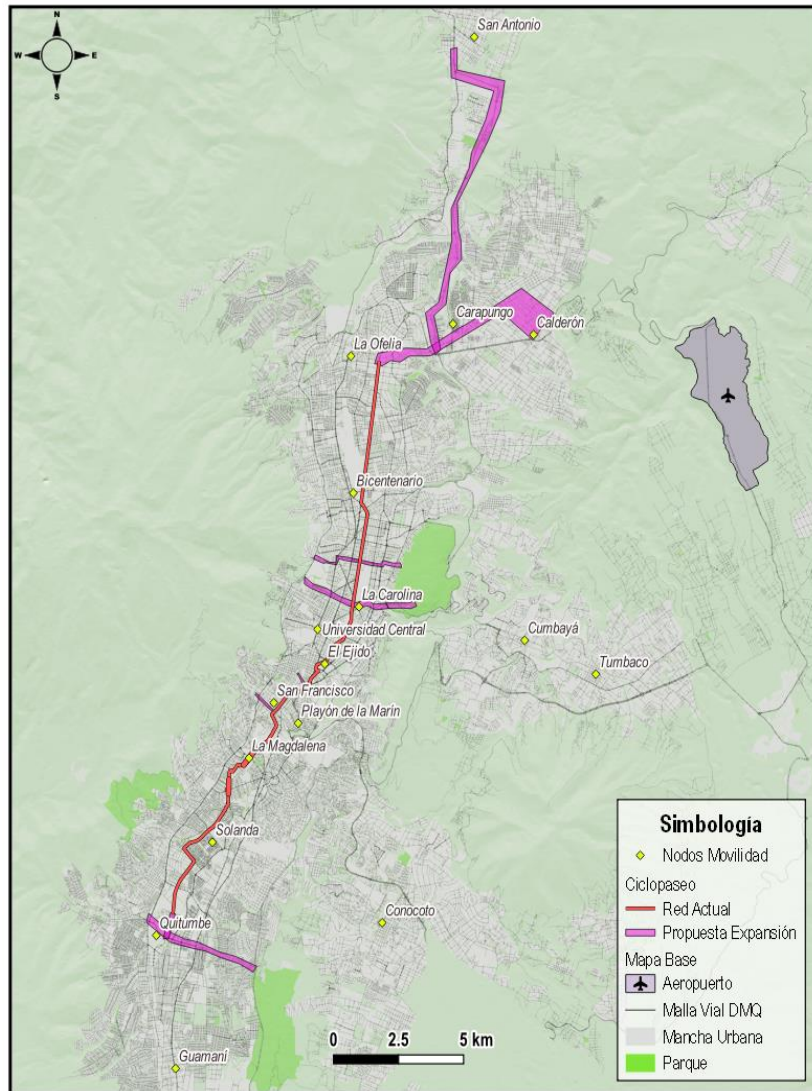 N
W
E
S
San Antonio
Carapungo
Calderón
La Ofelia
Bicentenario
La Carolina
Universidad Central
Cumbayá
El Ejido
Tumbaco
San Francisco
Playón de la Marín
La Magdalena
Solanda
Conocoto
Quitumbe
Guamaní
0 2.5 5 km
Simbología
Nodos Movilidad
Ciclopaseo
Red Actual
Propuesta Expansión
Mapa Base
Aeropuerto
Malla Vial DMQ
Mancha Urbana
Parque